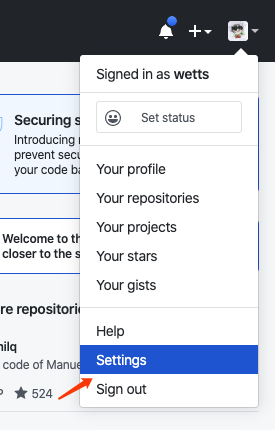 Signed in as wetts
Securing s
Set status
Introducing
prevent secu
your code ba
Your profile
Your repositories
Your projects
Your stars
Your gists
Welcome to th
closer to the s
re repositorie
Help
nilq
Settings
code of Manue
524
Sign out